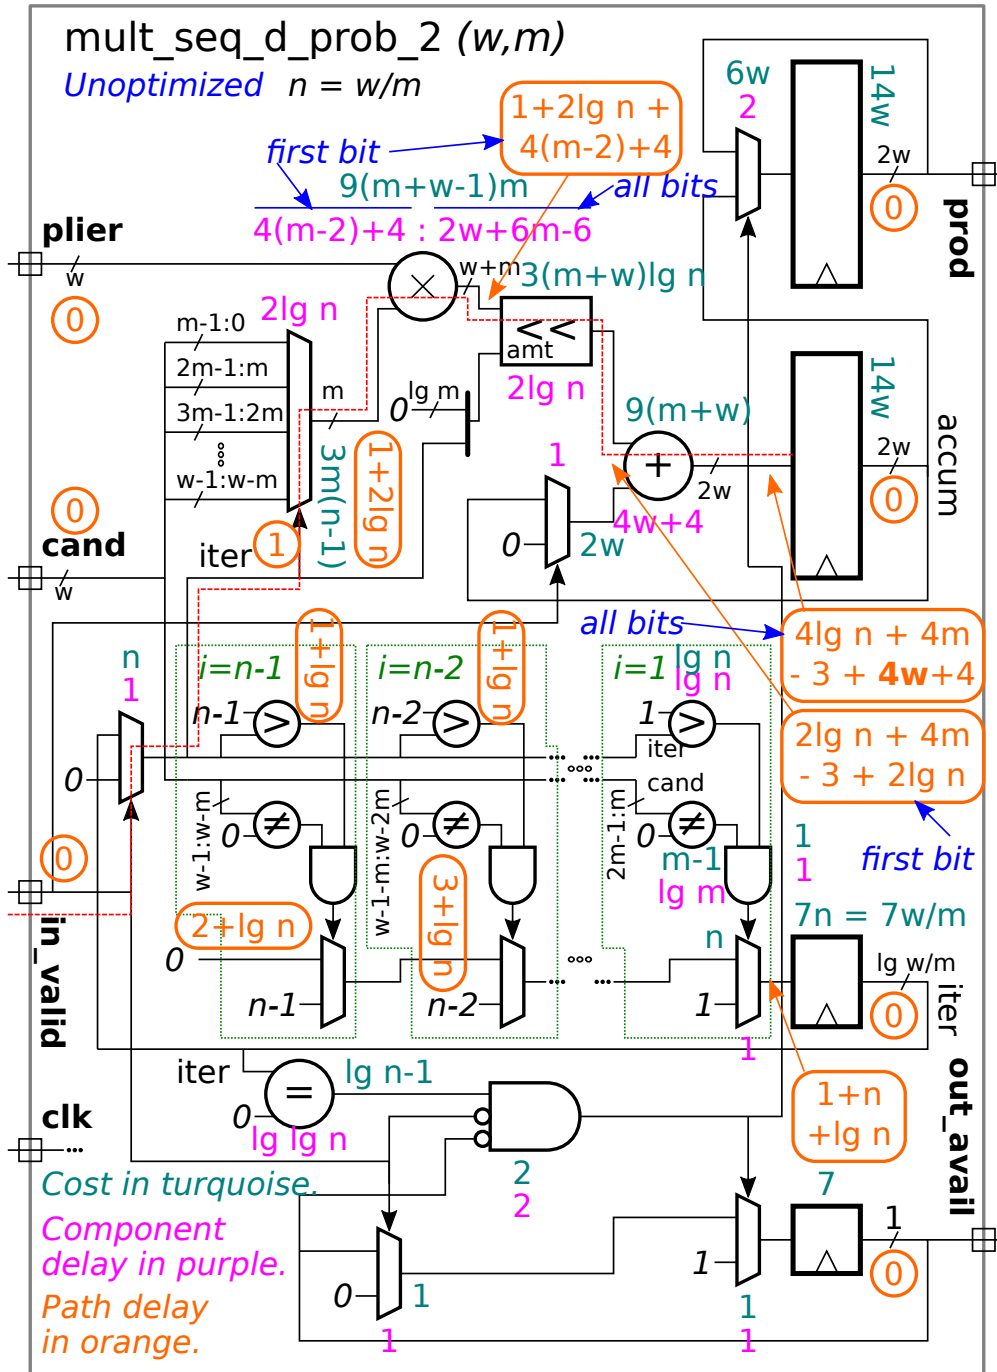 mult_seq_d_prob_2 (w,m)
Unoptimized n = w/m
1+2lg n +
4(m-2)+4
first bit
9(m+w-1)m
all bits
4(m-2)+4 : 2w+6m-6
6w
2
14w
2w
0
prod
plier
w
0
w+m
3(m+w)lg n
2lg n
<<
amt
2lg n
m-1:0
2m-1:m
3m-1:2m
w-1:w-m
m
0
lg m
3m(n-1)
1+2lg n
9(m+w)
+
2w
4w+4
1
0
2w
14w
2w
0
accum
0
cand
w
iter
1
all bits
4lg n + 4m
- 3 + 4w+4
2lg n + 4m
- 3 + 2lg n
first bit
n
1
0
i=n-1
1+lg n
n-1
>
w-1:w-m
0
≠
2+lg n
0
n-1
i=n-2
1+lg n
n-2
>
w-1-m:w-2m
0
≠
3+lg n
n-2
i=1
lg n
lg n
1
>
iter
cand
2m-1:m
0
≠
m-1
lg m
n
1
1
1
1
7n = 7w/m
lg w/m
0
iter
0
in_valid
iter
=
0
lg n-1
lg lg n
2
2
1+n
+lg n
out_avail
clk
Cost in turquoise.
Component
delay in purple.
Path delay
in orange.
0
1
1
1
1
1
7
1
0